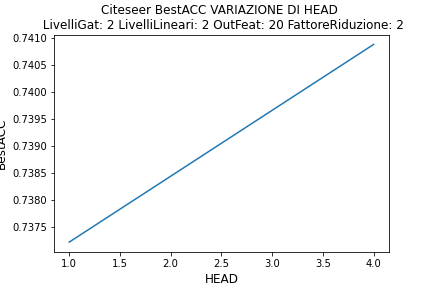 Citeseer BestACC VARIAZIONE DI HEAD
LivelliGat: 2 LivelliLineari: 2 OutFeat: 20 FattoreRiduzione: 2
0.7410
0.7405
0.7400
0.7395
0.7390
0.7385
0.7380
0.7375
BestACC
1.0 1.5 2.0 2.5 3.0 3.5 4.0
HEAD